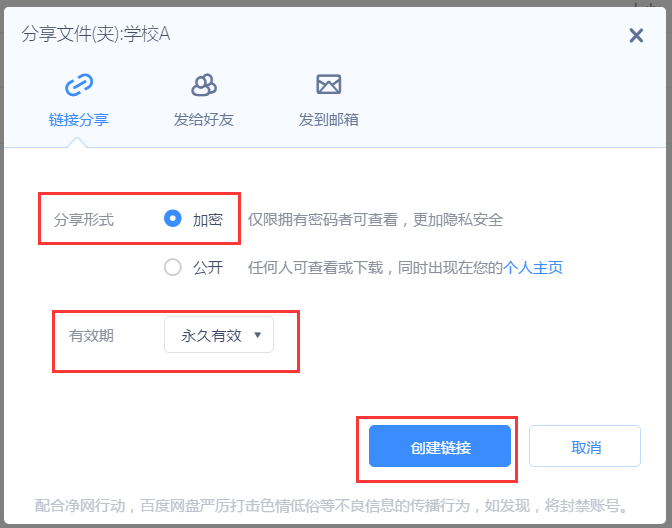 分享文件(夹):学校A
链接分享 发给好友 发到邮箱
分享形式 加密 仅限拥有密码者可查看，更加隐私安全
公开 任何人可查看或下载，同时出现在您的个人主页
有效期 永久有效
创建链接 取消
配合净网行动，百度网盘严厉打击色情低俗等不良信息的传播行为，如发现，将封禁账号。